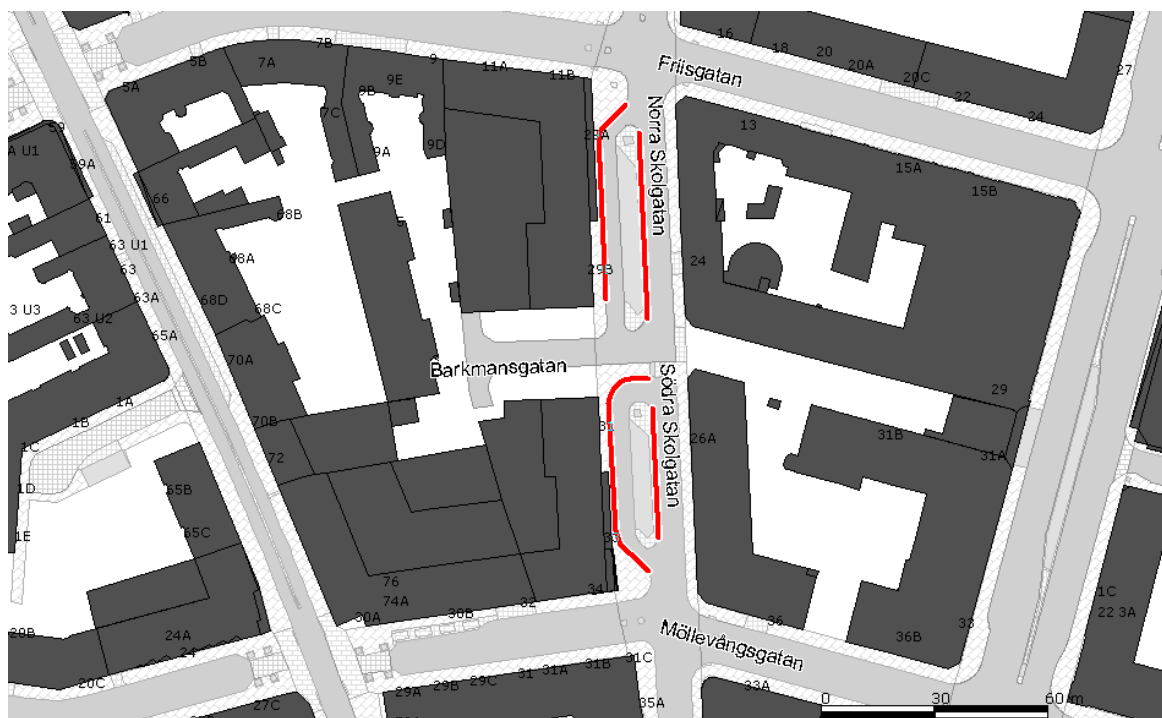 16
18
20
20A
20C
22
24
27
Friisgatan
7B
9
5B
7A
9E
11A
11B
5A
9B
7C
59
A U1
59A
9A
9D
29A
13
15A
15B
Norra Skolgatan
66
68B
61
63 U1
68A
63
24
29B
63A
68D
68C
3 U3
63 U2
65A
70A
Barkmansgatan
Södra Skolgatan
29
1A
1B
70B
31
26A
31B
1C
72
31A
1D
65B
1E
65C
33
76
74A
34
32
30B
30A
36
33
1C
22
3A
20B
24A
24
36B
Möllevångsgatan
31C
31B
31A
31
29C
29B
29A
20C
27C
35A
33A
0 30 60 m